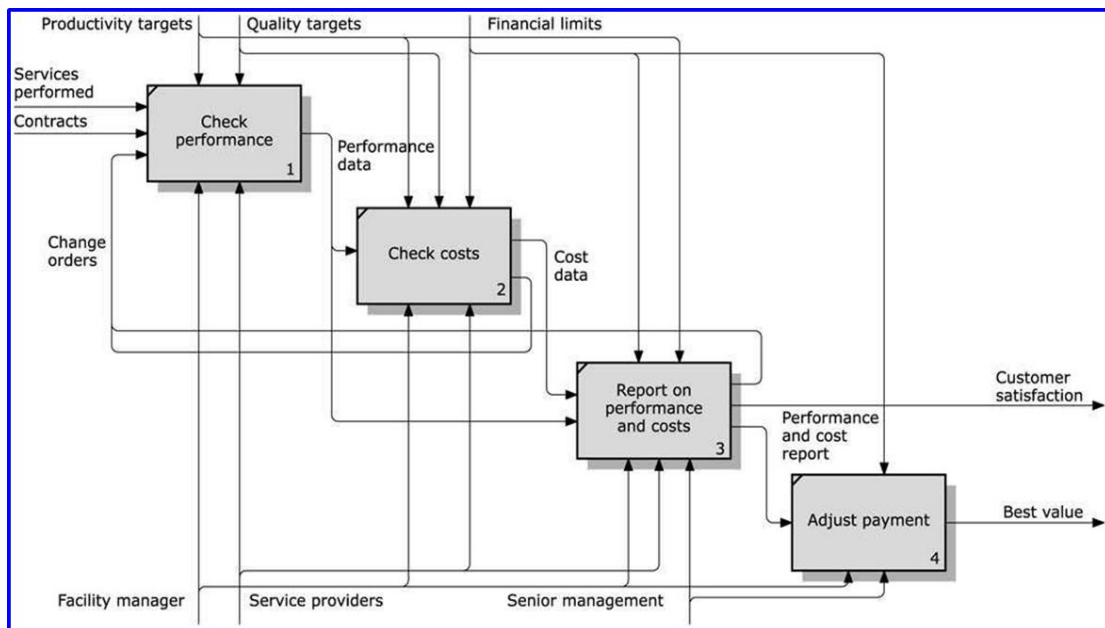 Productivity targets
Quality targets
Financial limits
Services
performed
Contracts
Check
performance
1
Performance
data
Change
orders
Check costs
2
Cost
data
Report on
performance
and costs
3
Customer
satisfaction
Performance
and cost
report
Adjust payment
4
Best value
Facility manager
Service providers
Senior management